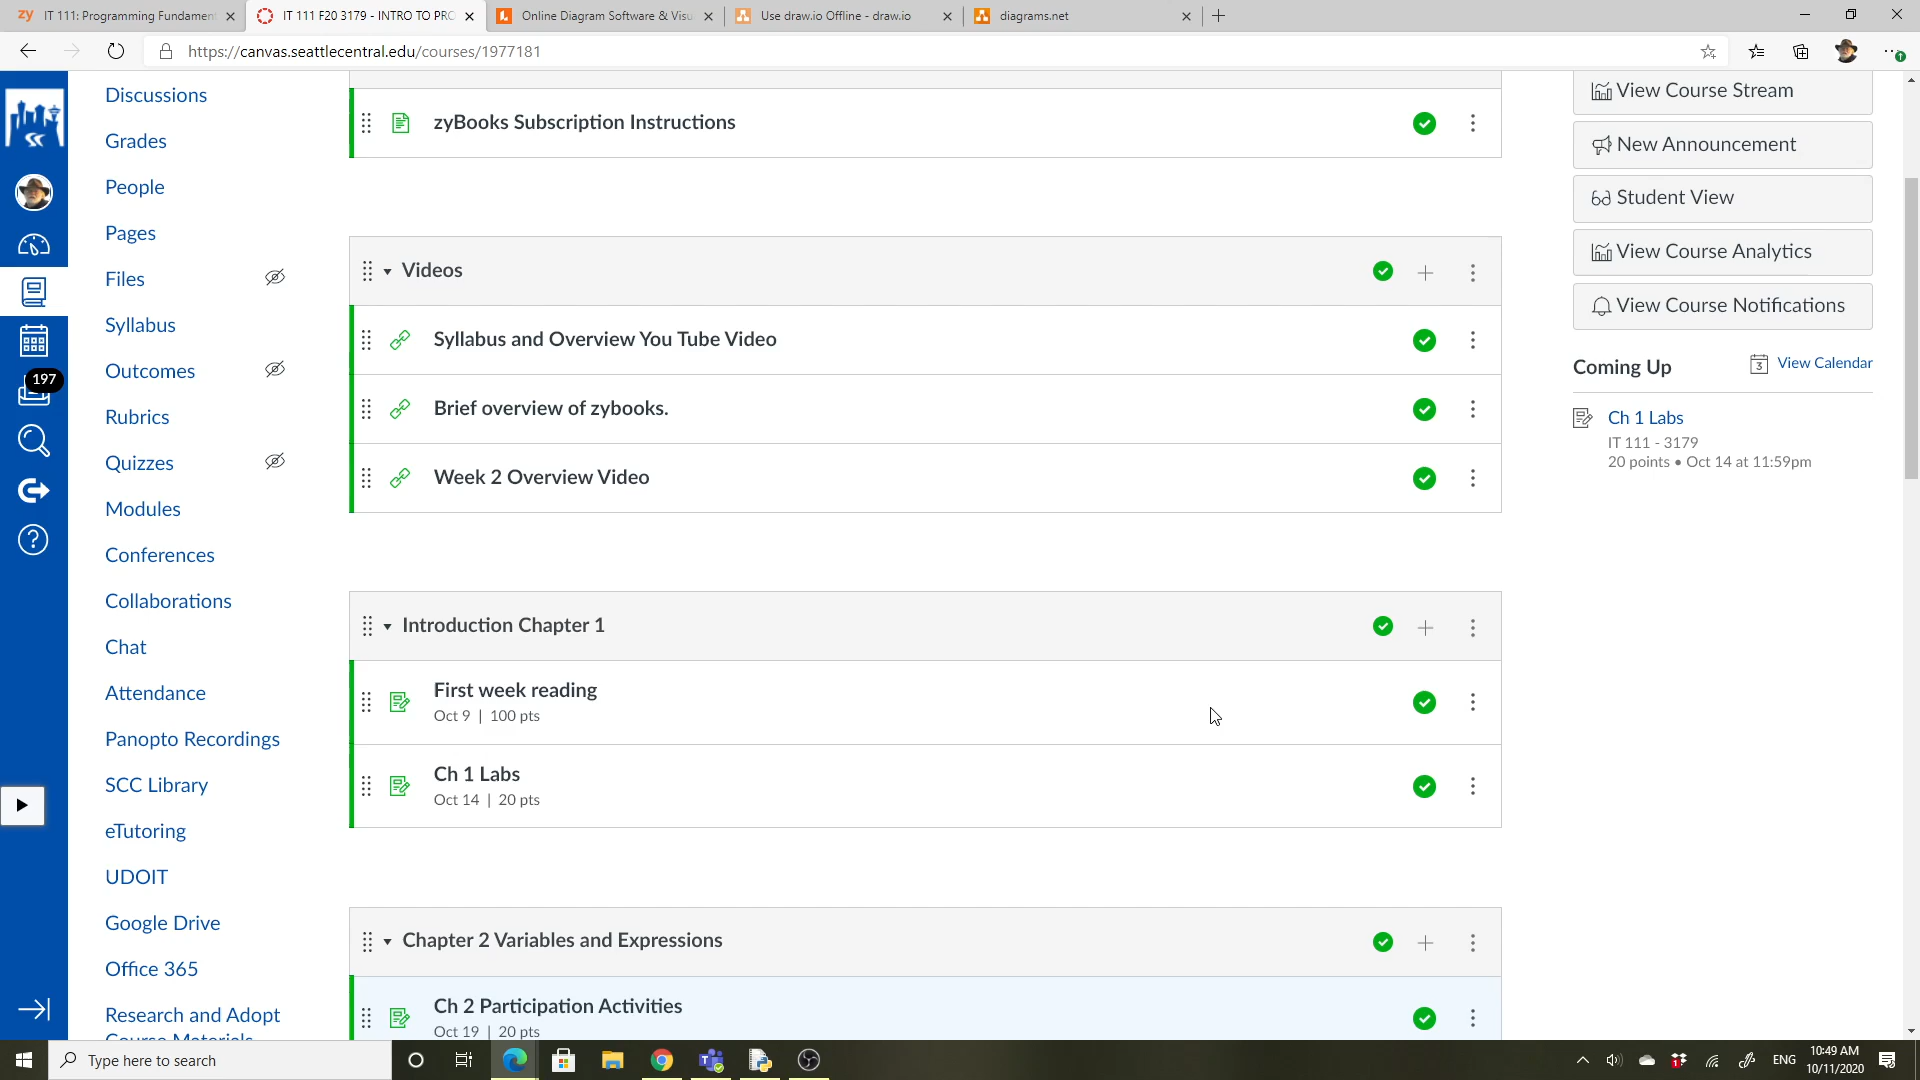 zy IT 111: Programming Fundament
IT 111 F20 3179 - INTRO TO PRO
Online Diagram Software & Visu
Use draw.io Offline - draw.io
diagrams.net
https://canvas.seattlecentral.edu/courses/1977181
Discussions
Grades
People
Pages
Files
Syllabus
Outcomes
197
Rubrics
Quizzes
Modules
Conferences
Collaborations
Chat
Attendance
Panopto Recordings
SCC Library
eTutoring
UDOIT
Google Drive
Office 365
Research and Adopt
Course Materials
zyBooks Subscription Instructions
Videos
Syllabus and Overview You Tube Video
Brief overview of zybooks.
Week 2 Overview Video
Introduction Chapter 1
First week reading
Oct 9 | 100 pts
Ch 1 Labs
Oct 14 | 20 pts
Chapter 2 Variables and Expressions
Ch 2 Participation Activities
Oct 19 | 20 pts
View Course Stream
New Announcement
Student View
View Course Analytics
View Course Notifications
Coming Up
3 View Calendar
Ch 1 Labs
IT 111 - 3179
20 points • Oct 14 at 11:59pm
Type here to search
ENG
10:49 AM
10/11/2020